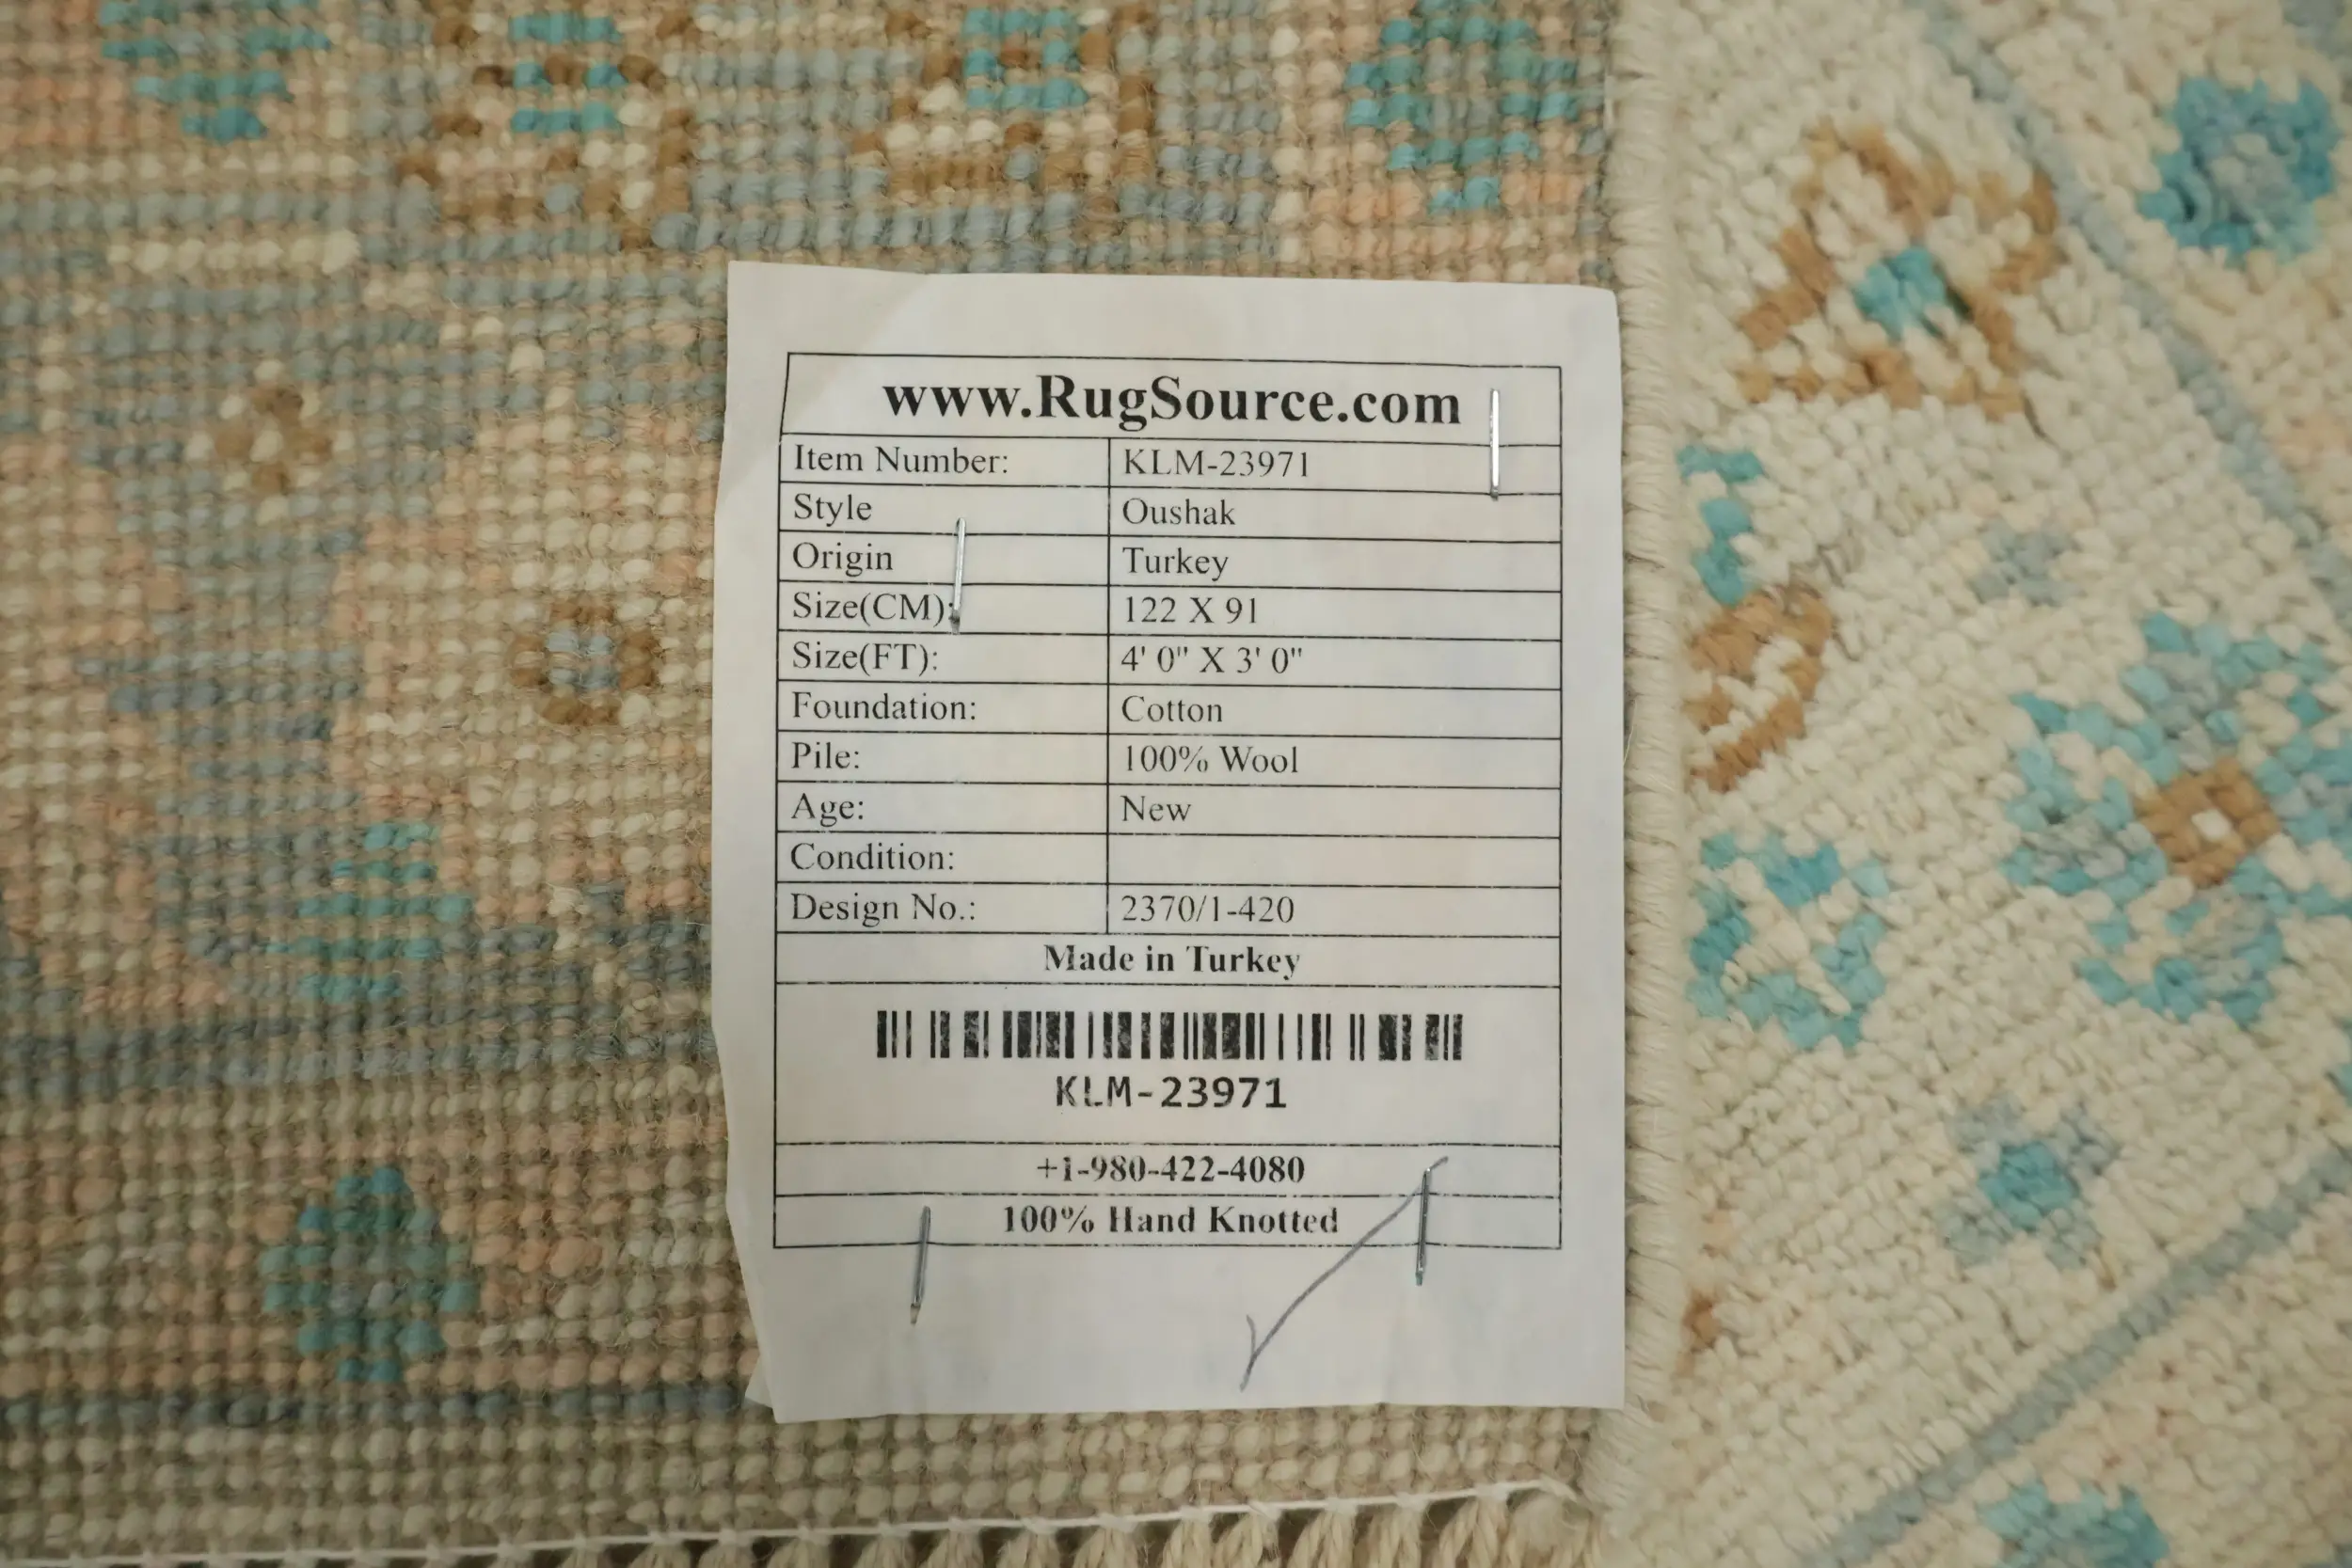 www.RugSource.com
Item Number: KLM-23971
Style Oushak
Origin Turkey
Size(CM): 122 X 91
Size(FT): 4' 0" X 3' 0"
Foundation: Cotton
Pile: 100% Wool
Age: New
Condition:
Design No.: 2370/1-420
Made in Turkey
KLM-23971
+1-980-422-4080
100% Hand Knotted